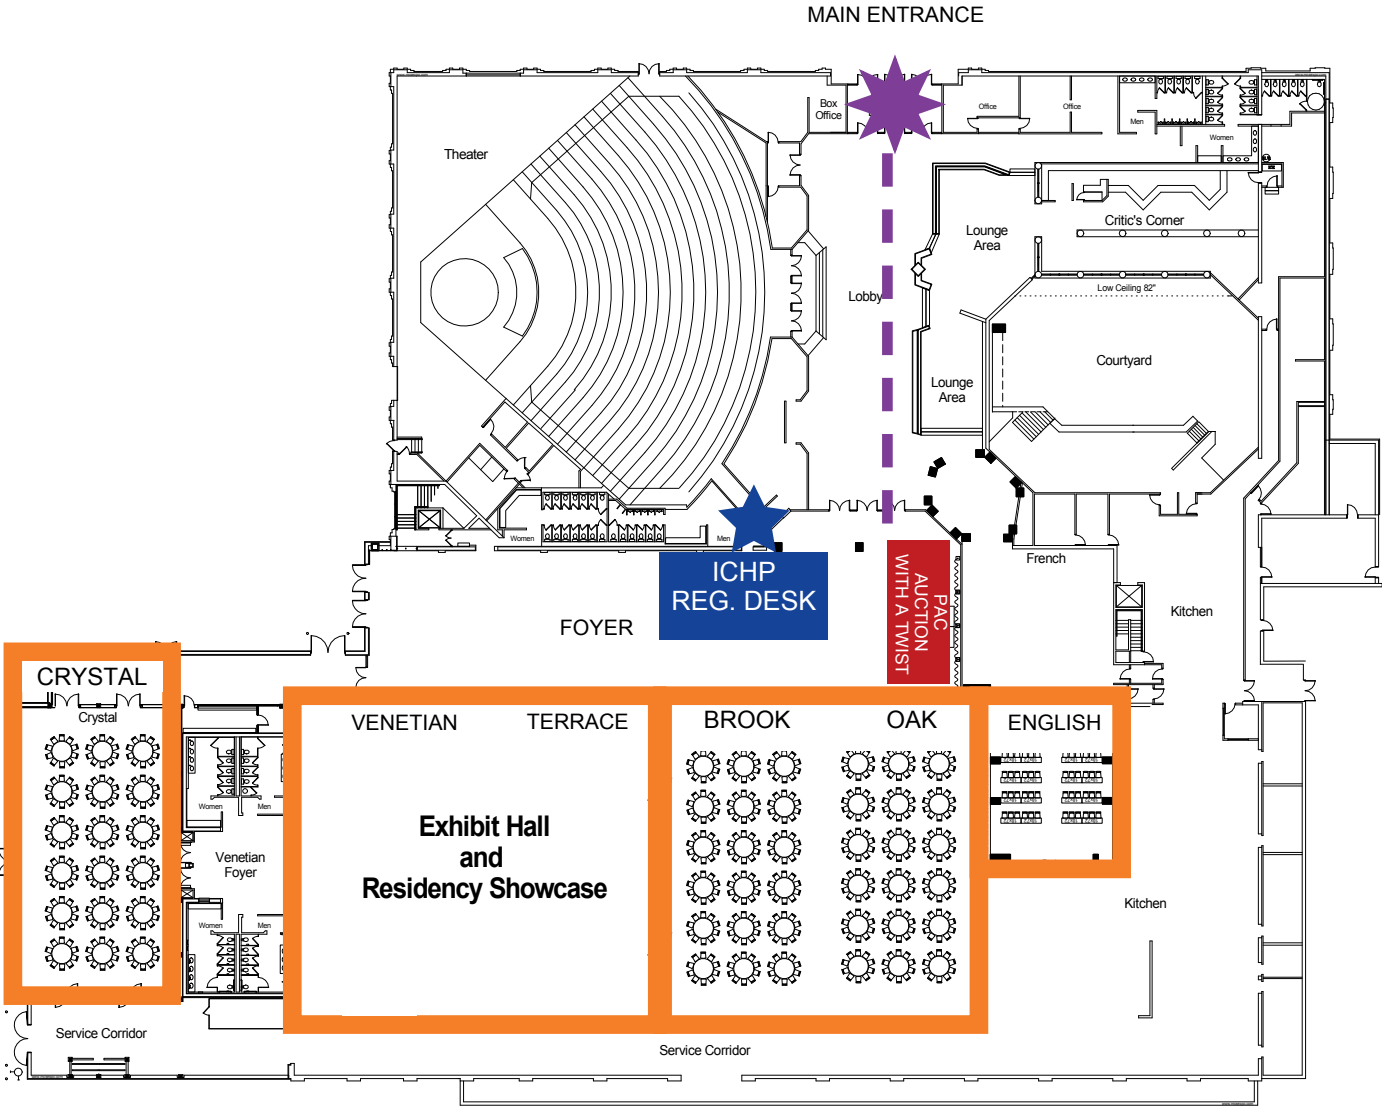 MAIN ENTRANCE
Box
Office
Office
Office
Men
Women
Theater
Critic's Corner
Lounge
Area
Low Ceiling 82"
Lobby
Courtyard
Lounge
Area
Women
Men
French
ICHP
REG. DESK
PAC
AUCTION
WITH A TWIST
Kitchen
FOYER
CRYSTAL
Crystal
VENETIAN
TERRACE
BROOK
OAK
ENGLISH
Women
Men
Exhibit Hall
and
Residency Showcase
Venetian
Foyer
Kitchen
Women
Men
Service Corridor
Service Corridor